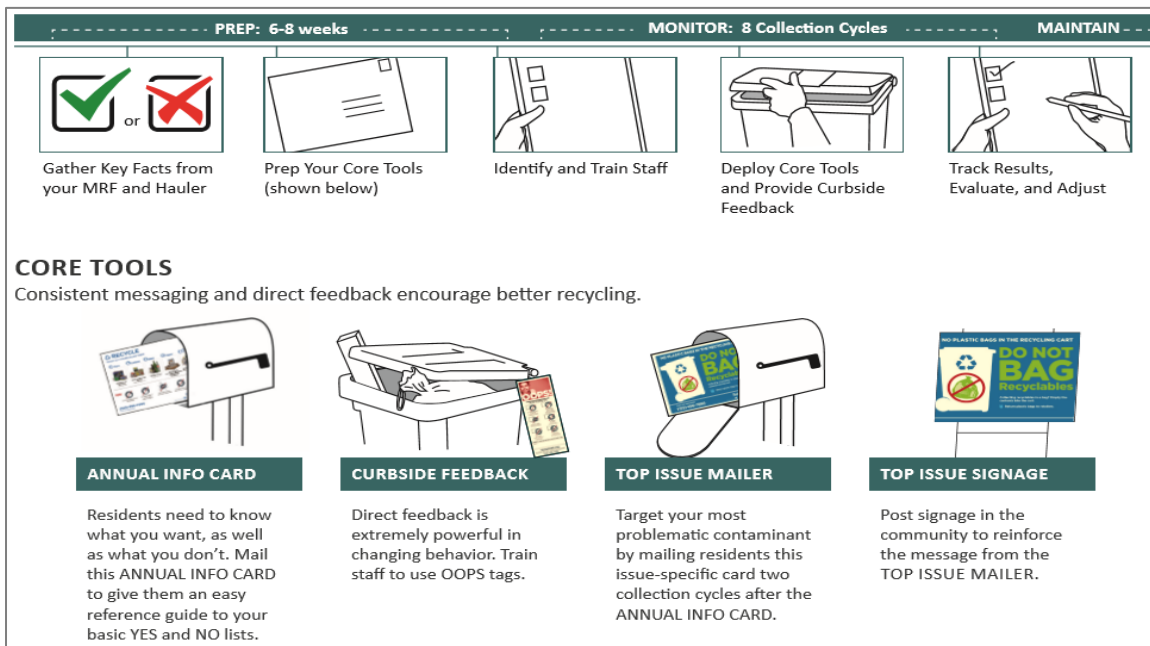 PREP: 6-8 weeks
MONITOR: 8 Collection Cycles
MAINTAIN
or
Gather Key Facts from
your MRF and Hauler
Prep Your Core Tools
(shown below)
Identify and Train Staff
Deploy Core Tools
and Provide Curbside
Feedback
Track Results,
Evaluate, and Adjust
CORE TOOLS
Consistent messaging and direct feedback encourage better recycling.
RECYCLE
OOPS!
DO NOT
BAG
Recyclables
NO PLASTIC BAGS IN THE RECYCLING CART
DO NOT
BAG
Recyclables
ANNUAL INFO CARD
Residents need to know
what you want, as well
as what you don’t. Mail
this ANNUAL INFO CARD
to give them an easy
reference guide to your
basic YES and NO lists.
CURBSIDE FEEDBACK
Direct feedback is
extremely powerful in
changing behavior. Train
staff to use OOPS tags.
TOP ISSUE MAILER
Target your most
problematic contaminant
by mailing residents this
issue-specific card two
collection cycles after the
ANNUAL INFO CARD.
TOP ISSUE SIGNAGE
Post signage in the
community to reinforce
the message from the
TOP ISSUE MAILER.